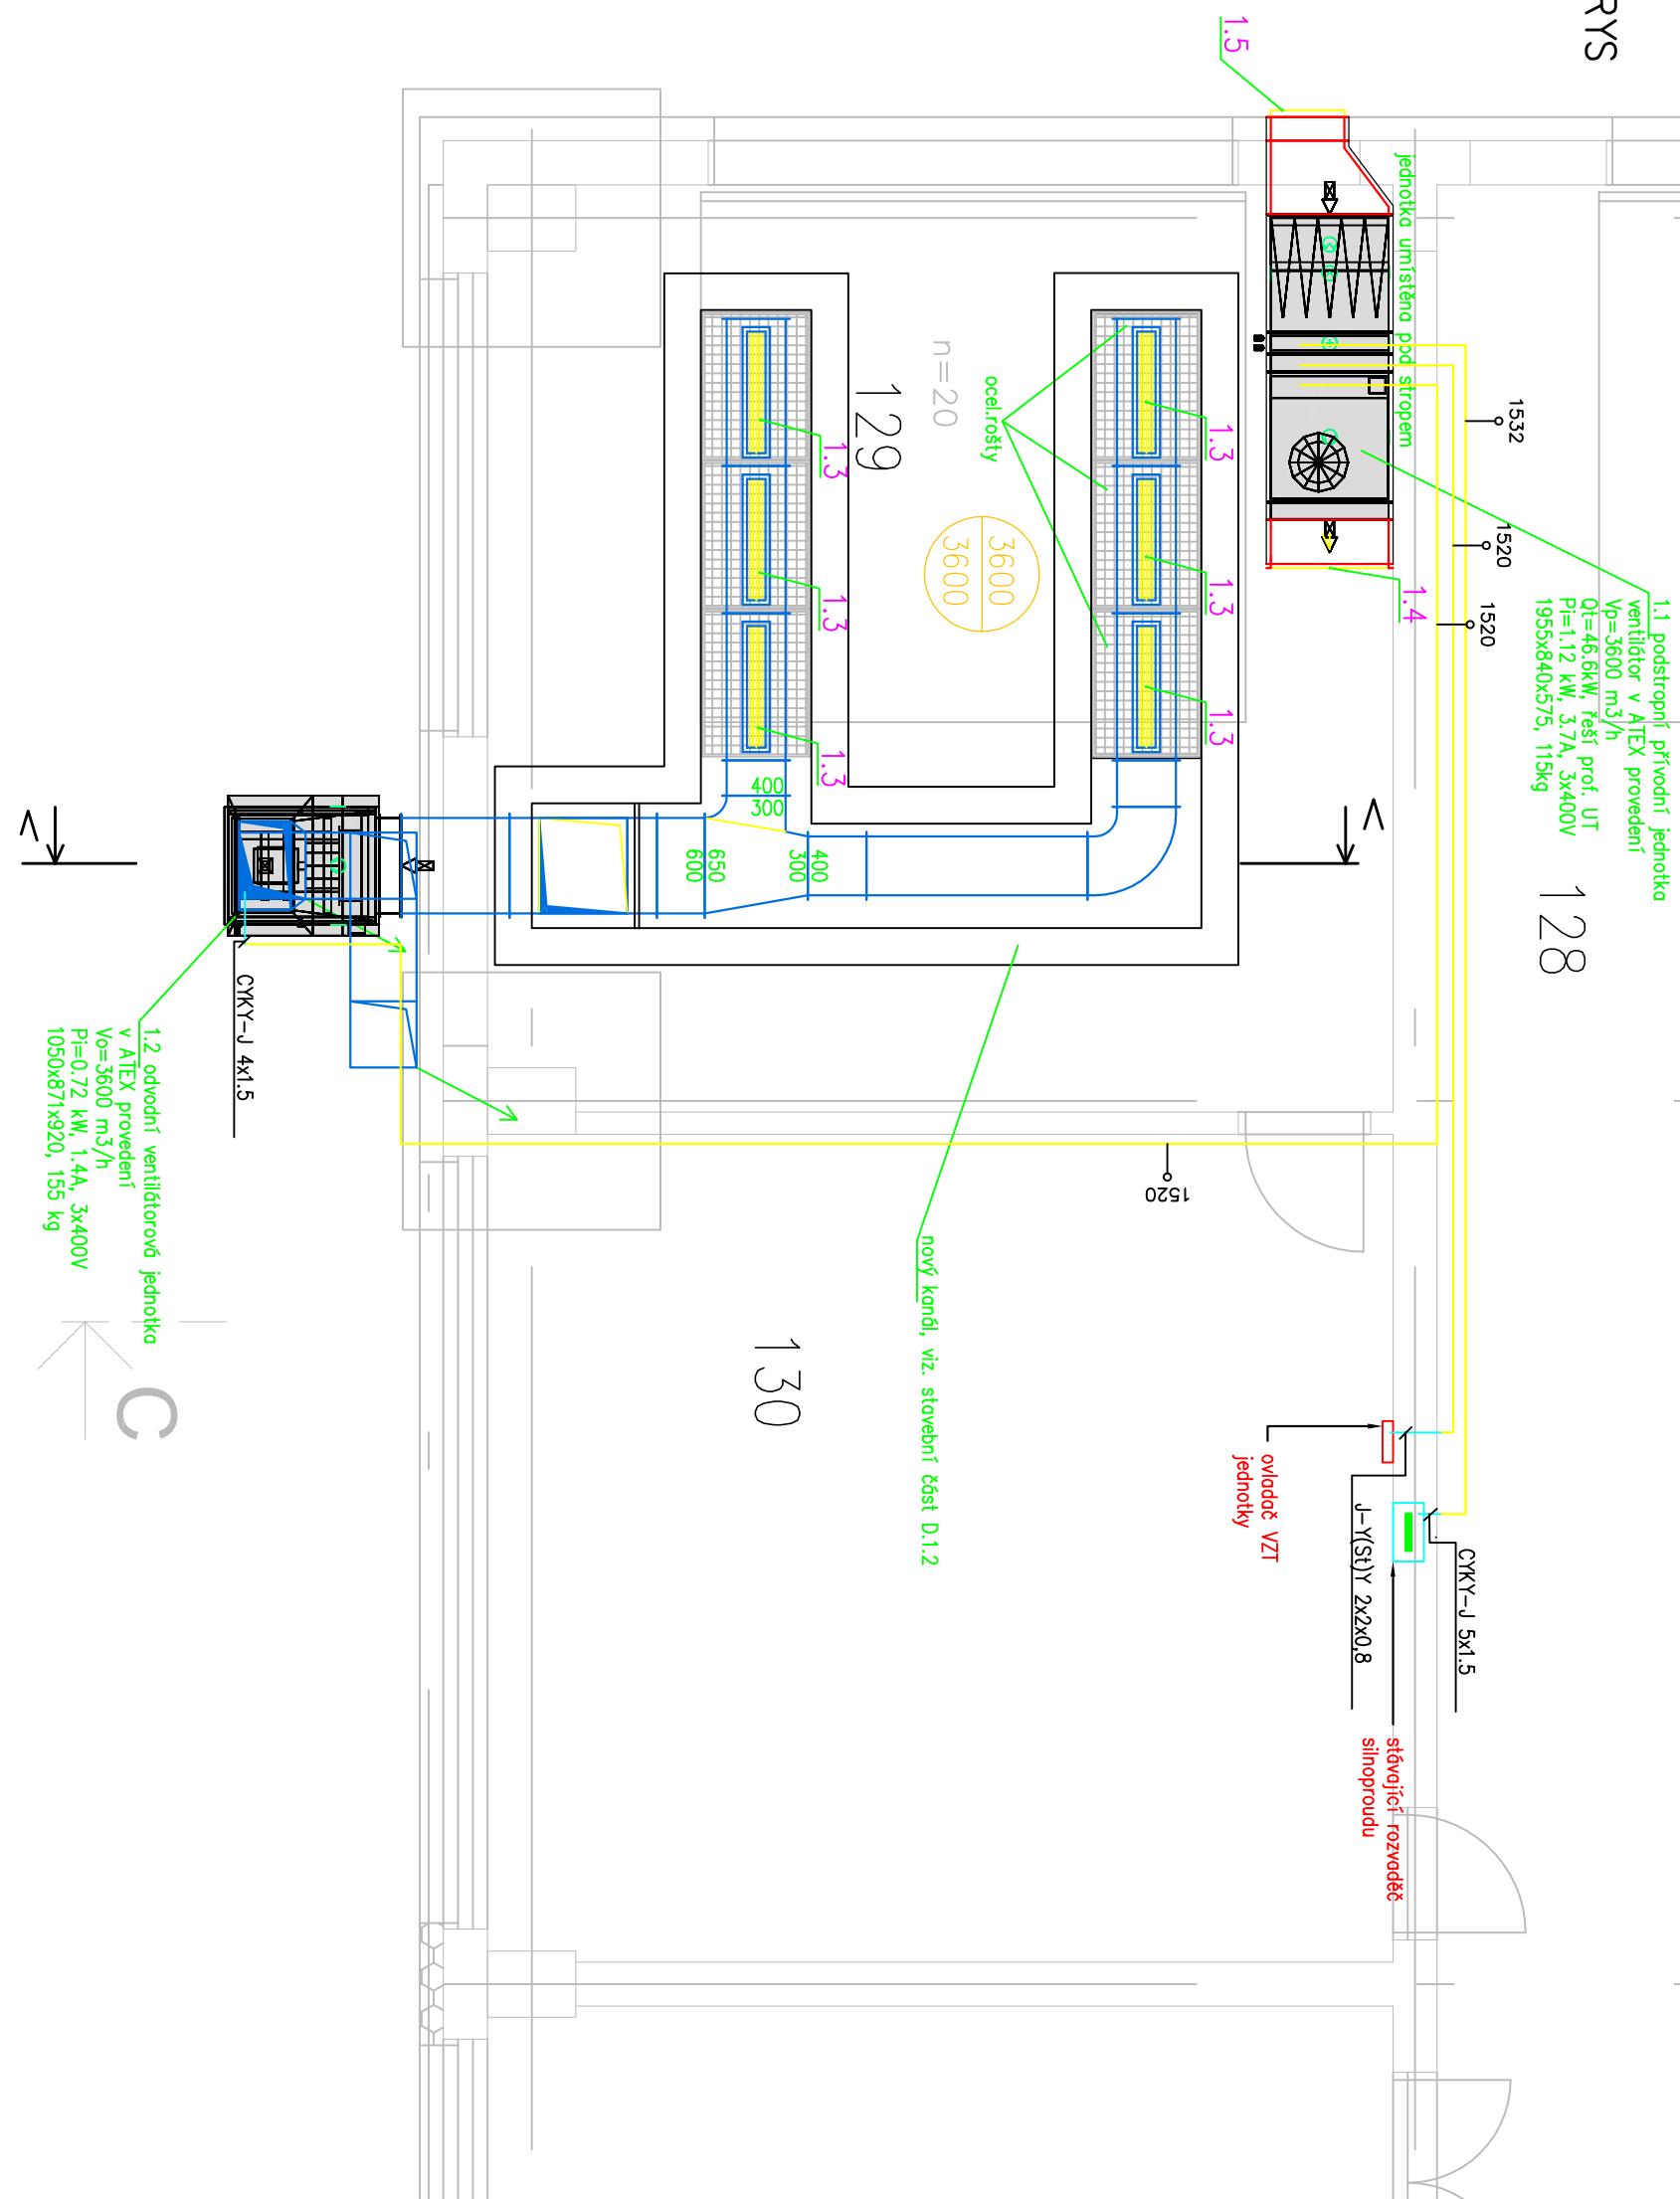 RYS
1.5
jednotka umístěna pod stropem
1532
1520
1520
1.4
1.1 podstropní přívodní jednotka
ventilátor v ATEX provedení
Vp=3600 m3/h
Qt=46.6kW, řeší prof. UT
Pi=1.12 kW, 3.7A, 3x400V
1955x840x575, 115kg
128
1.3
1.3
1.3
ocel.rošty
n=20
129
3600
3600
1.3
1.3
1.3
400
300
650
600
400
300
CYKY-J 4x1.5
1.2 odvodní ventilátorová jednotka
v ATEX provedení
Vo=3600 m3/h
Pi=0.72 kW, 1.4A, 3x400V
1050x871x920, 155 kg
C
1520
nový kanál, viz. stavební část D.1.2
130
ovladač VZT
jednotky
J-Y(St)Y 2x2x0,8
CYKY-J 5x1.5
stávající rozvaděč
silnoproudu